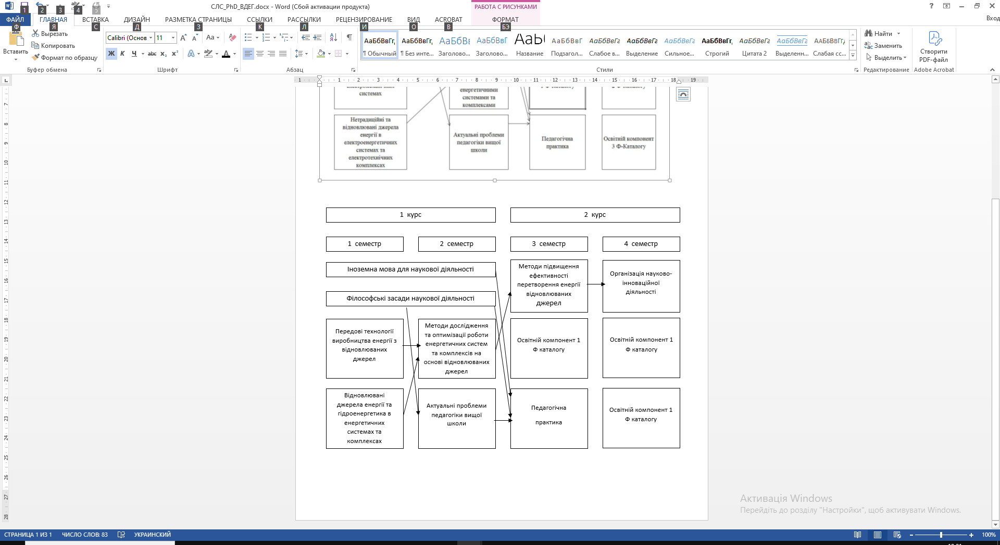 СЛС_PhD_ВДЕГ.docx - Word (Сбой активации продукта)
РАБОТА С РИСУНКАМИ
1 2 3 4 5
ФАЙЛ ГЛАВНАЯ ВСТАВКА ДИЗАЙН РАЗМЕТКА СТРАНИЦЫ ССЫЛКИ РАССЫЛКИ РЕЦЕНЗИРОВАНИЕ ВИД ACROBAT ФОРМАТ Вход
Ф Я С Д З К Л И О В БЭ
Вставить
Вырезать
Копировать
Формат по образцу
Буфер обмена
Calibri (Основ 11
Ж К Ч abc x₂ x²
Шрифт
Абзац
АаБбВвГг, АаБбВвГг, АаБбВ АаБбВвГ АаБ АаБбВвГ АаБбВвГг АаБбВвГг АаБбВвГг АаБбВвГг, АаБбВвГг АаБбВвГг ААББВВГГ
¶ Обычный ¶ Без инте... Заголово... Заголово... Название Подзагол... Слабое в... Выделение Сильное... Строгий Цитата 2 Выделенн... Слабая сс...
Стили
Найти
Заменить
Выделить
Редактирование
Створити
PDF-файл
Adobe Acrobat
1 1 2 3 4 5 6 7 8 9 10 11 12 13 14 15 16 17 18 19
7 8 9 10 11 12 13 14 15 16 17 18 19 20 21 22 23 24 25 26 27 28
системах
енергетичними
системами та
комплексами
Нетрадиційні та
відновлювані джерела
енергії в
електроенергетичних
системах та
електротехнічних
комплексах
Актуальні проблеми
педагогіки вищої
школи
Педагогічна
практика
Освітній компонент
3 Ф-Каталогу
1 курс
2 курс
1 семестр
2 семестр
3 семестр
4 семестр
Іноземна мова для наукової діяльності
Філософські засади наукової діяльності
Методи підвищення
ефективності
перетворення енергії
відновлюваних
джерел
Організація науково-
інноваційної
діяльності
Передові технології
виробництва енергії з
відновлюваних
джерел
Методи дослідження
та оптимізації роботи
енергетичних систем
та комплексів на
основі відновлюваних
джерел
Освітній компонент 1
Ф каталогу
Освітній компонент 1
Ф каталогу
Відновлювані
джерела енергії та
гідроенергетика в
енергетичних
системах та
комплексах
Актуальні проблеми
педагогіки вищої
школи
Педагогічна
практика
Освітній компонент 1
Ф каталогу
Активація Windows
Перейдіть до розділу "Настройки", щоб активувати Windows.
СТРАНИЦА 1 ИЗ 1 ЧИСЛО СЛОВ: 83 УКРАИНСКИЙ 100%